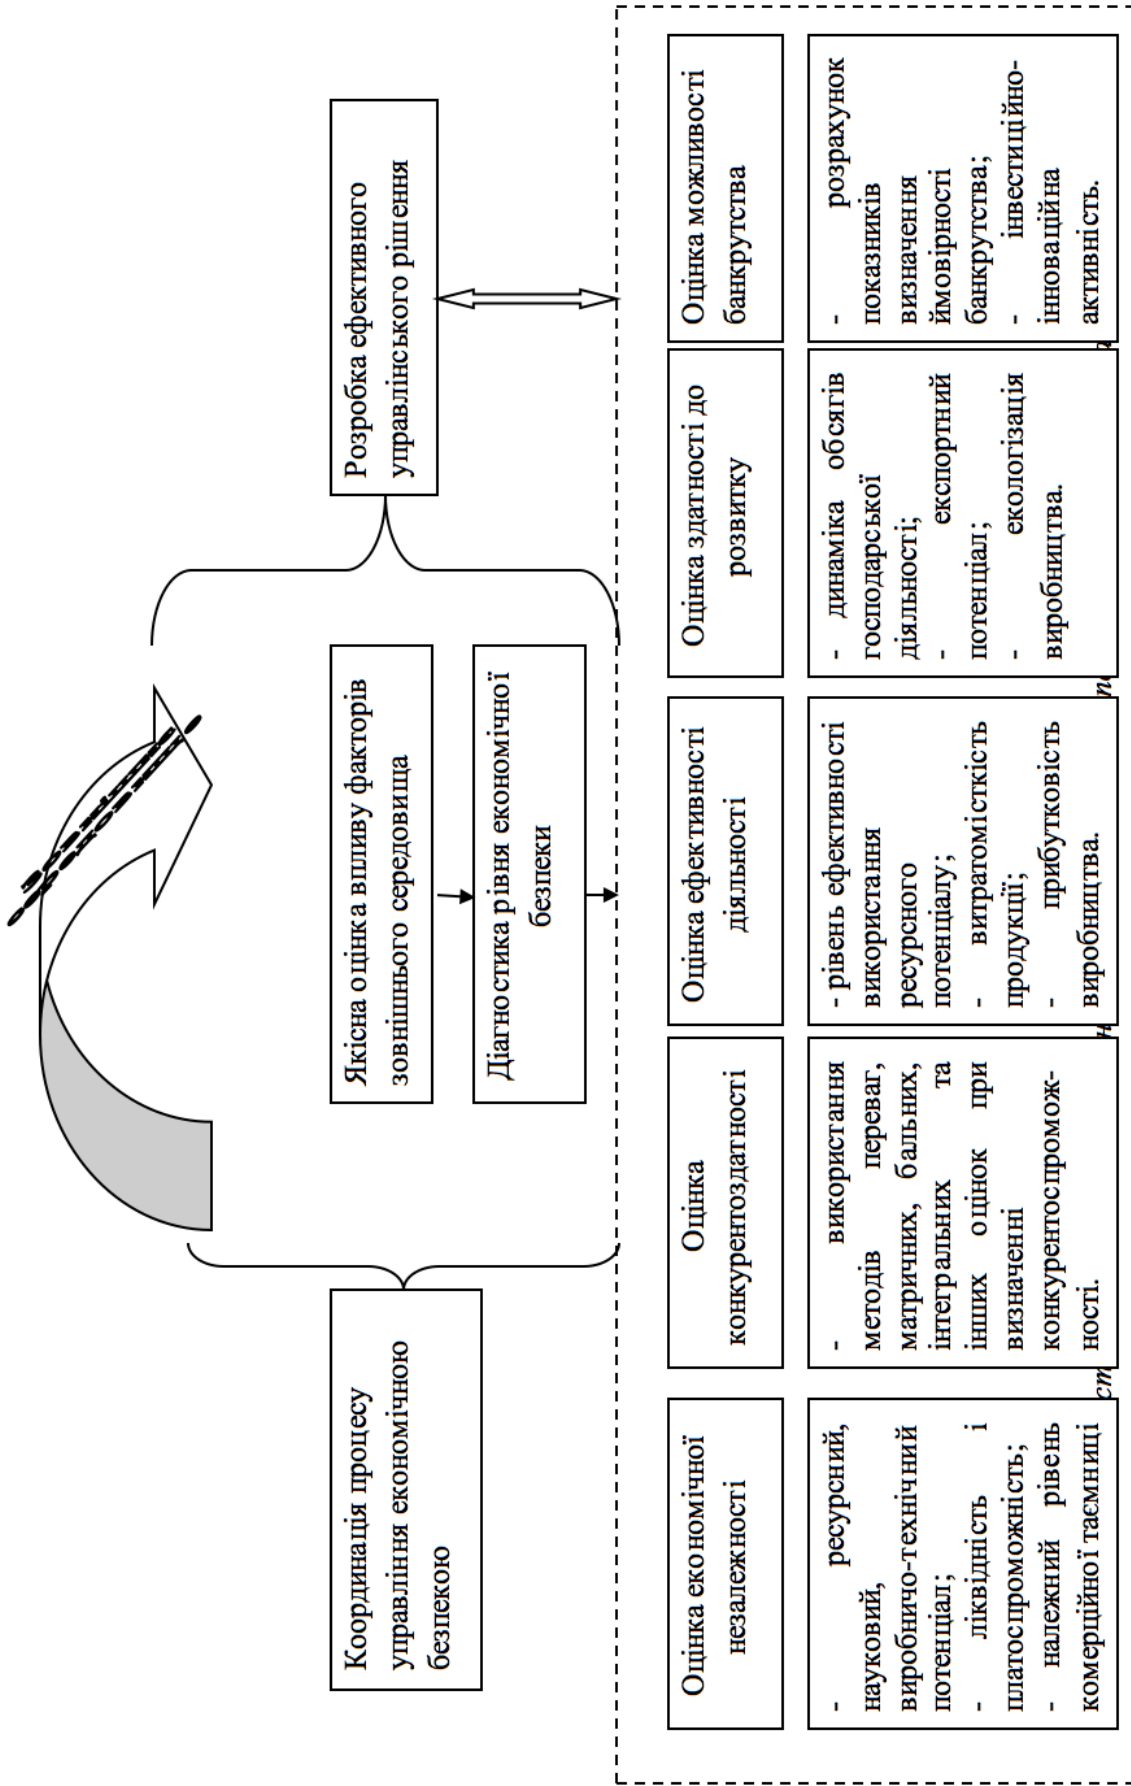 Координація процесу
управління економічною
безпекою
Якісна оцінка впливу факторів
зовнішнього середовища
Діагностика рівня економічної
безпеки
Розробка ефективного
управлінського рішення
Оцінка економічної
незалежності
- ресурсний,
науковий,
виробничо-технічний
потенціал;
- ліквідність і
платоспроможність;
- належний рівень
комерційної таємниці
Оцінка
конкурентоздатності
- використання
методів переваг,
матричних, бальних,
інтегральних та
інших оцінок при
визначенні
конкурентоспромож-
ності.
Оцінка ефективності
діяльності
- рівень ефективності
використання
ресурсного
потенціалу;
- витратомісткість
продукції;
- прибутковість
виробництва.
Оцінка здатності до
розвитку
- динаміка обсягів
господарської
діяльності;
- експортний
потенціал;
- екологізація
виробництва.
Оцінка можливості
банкрутства
- розрахунок
показників
визначення
ймовірності
банкрутства;
- інвестиційно-
інноваційна
активність.